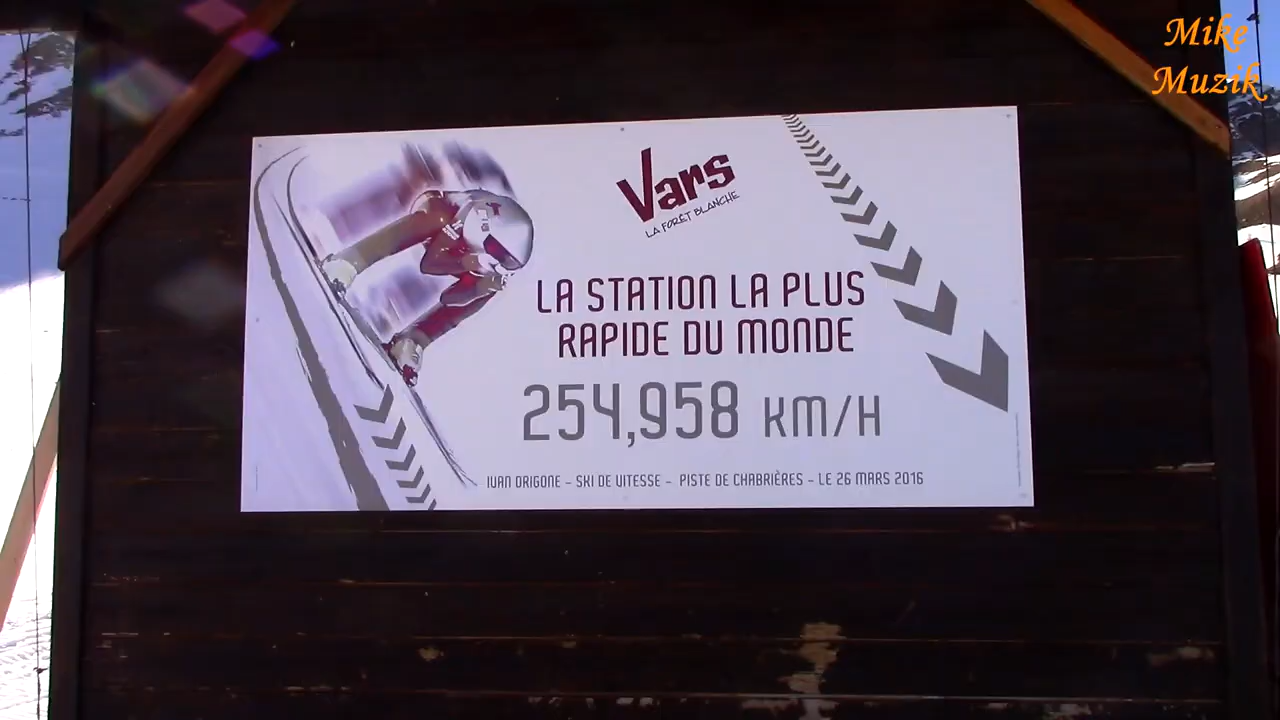 Mike
Muzik
Vars
LA FORÊT BLANCHE
LA STATION LA PLUS
RAPIDE DU MONDE
254,958 KM/H
IVAN ORIGONE - SKI DE VITESSE - PISTE DE CHABRIÈRES - LE 26 MARS 2016